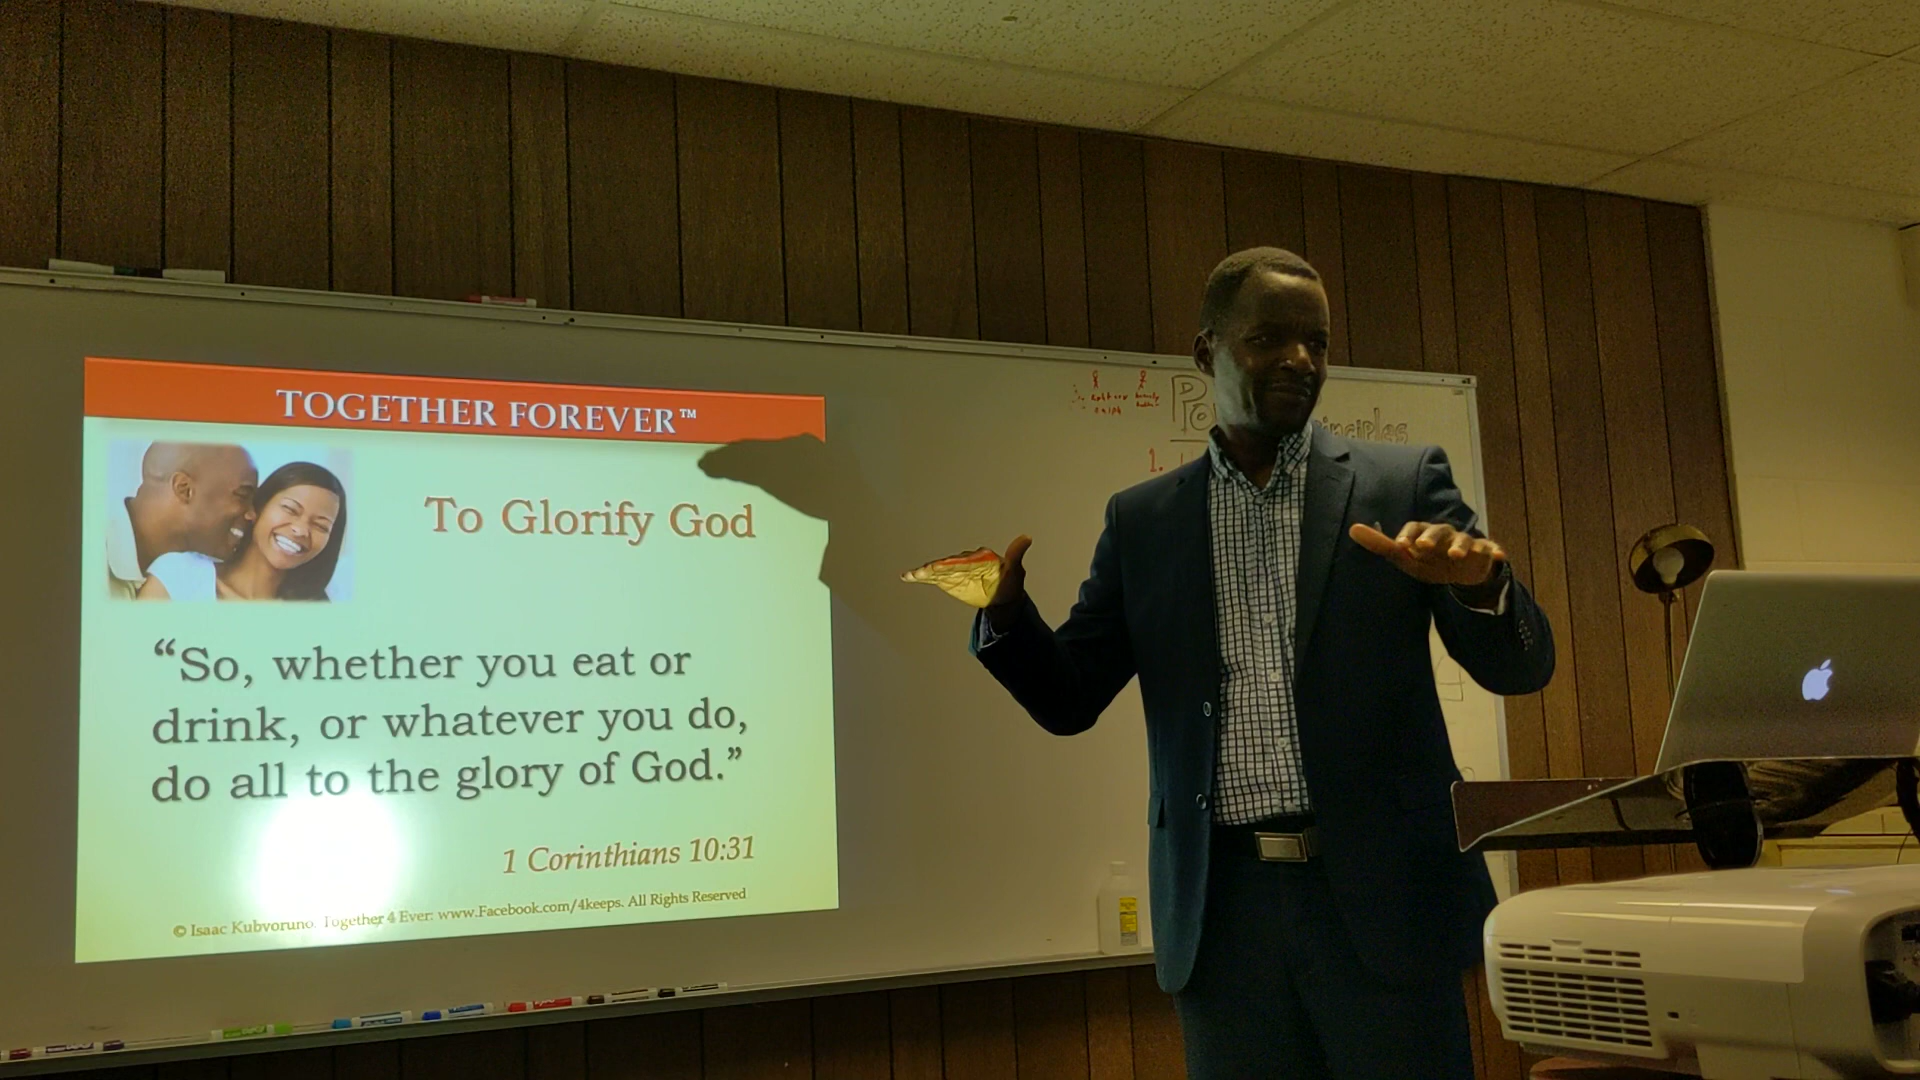 TOGETHER FOREVER™
To Glorify God
“So, whether you eat or
drink, or whatever you do,
do all to the glory of God.”
1 Corinthians 10:31
© Isaac Kubvoruno. Together 4 Ever: www.Facebook.com/4keeps. All Rights Reserved
1.